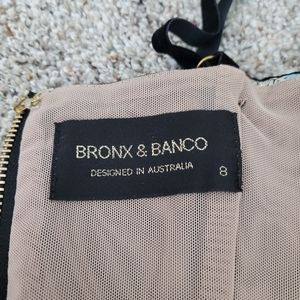 BRONX & BANCO
DESIGNED IN AUSTRALIA
8